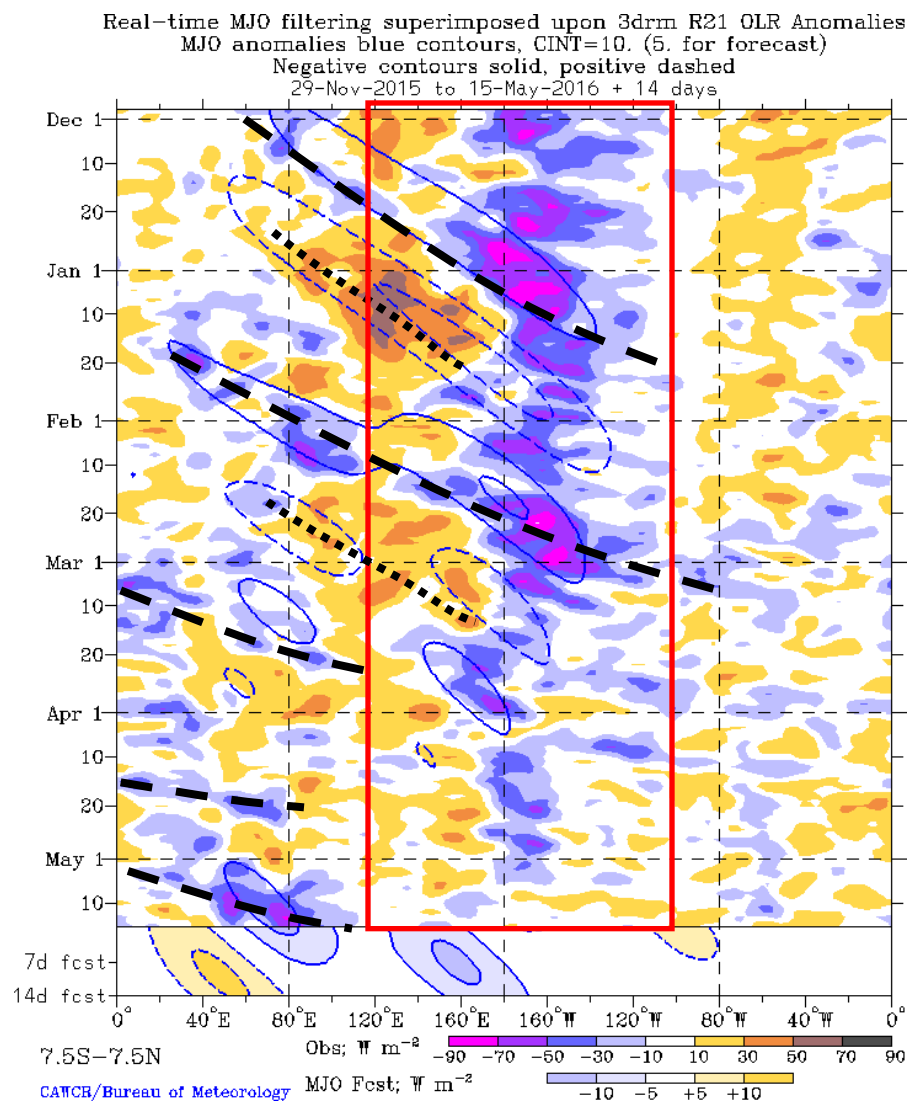 Real-time MJO filtering superimposed upon 3drm R21 OLR Anomalies
MJO anomalies blue contours, CINT=10. (5. for forecast)
Negative contours solid, positive dashed
29-Nov-2015 to 15-May-2016 + 14 days
Dec 1
10
20
Jan 1
10
20
Feb 1
10
20
Mar 1
10
20
Apr 1
10
20
May 1
10
7d fcst
14d fcst
0° 40°E 80°E 120°E 160°E 160°W 120°W 80°W 40°W 0°
7.5S-7.5N
Obs; W m⁻²
-90 -70 -50 -30 -10 10 30 50 70 90
CAWCR/Bureau of Meteorology
MJO Fcst; W m⁻²
-10 -5 +5 +10